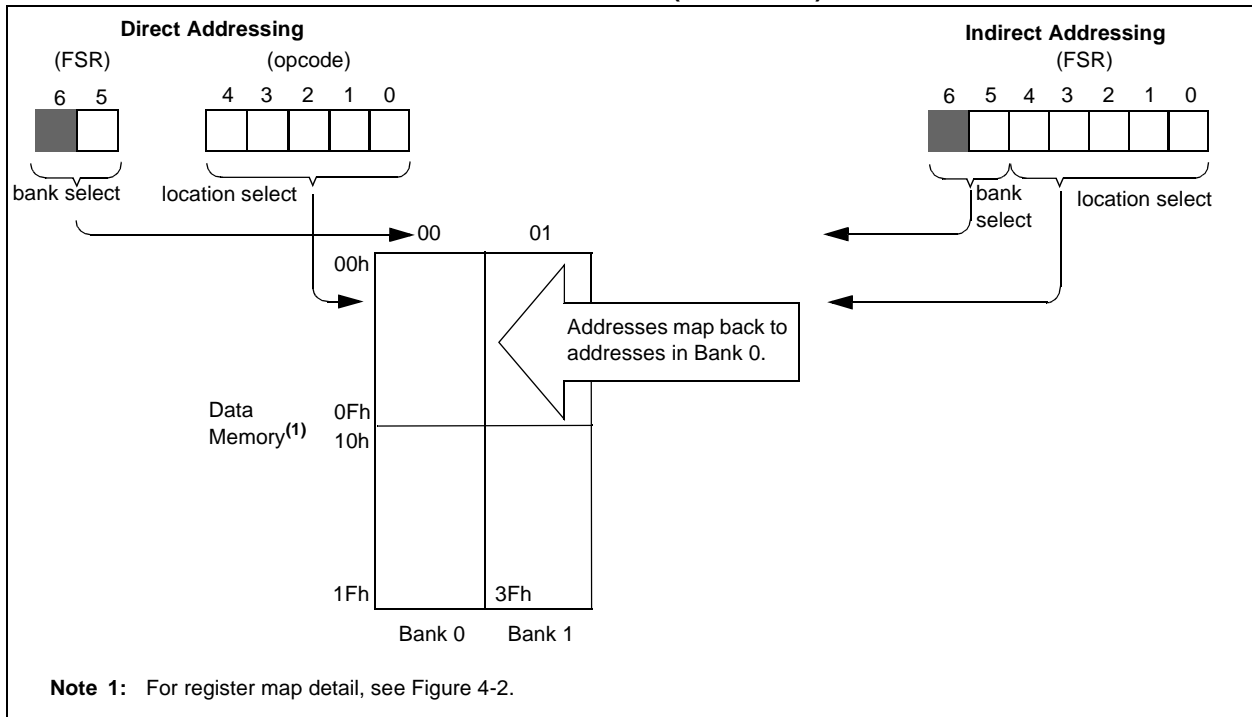 Direct Addressing
(FSR) (opcode)
6 5 4 3 2 1 0
bank select location select
Indirect Addressing
(FSR)
6 5 4 3 2 1 0
bank
select
location select
00 01
00h
Addresses map back to
addresses in Bank 0.
Data
Memory(1)
0Fh
10h
1Fh 3Fh
Bank 0 Bank 1
Note 1: For register map detail, see Figure 4-2.